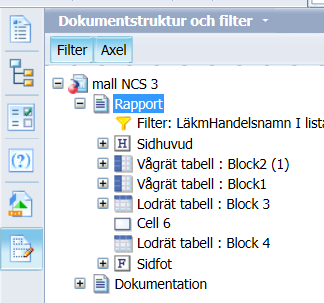 Dokumentstruktur och filter
Filter Axel
mall NCS 3
Rapport
Filter: LäkmHandelsnamn I lista
H Sidhuvud
Vågrät tabell : Block2 (1)
Vågrät tabell : Block1
Lodrät tabell : Block 3
Cell 6
Lodrät tabell : Block 4
F Sidfot
Dokumentation